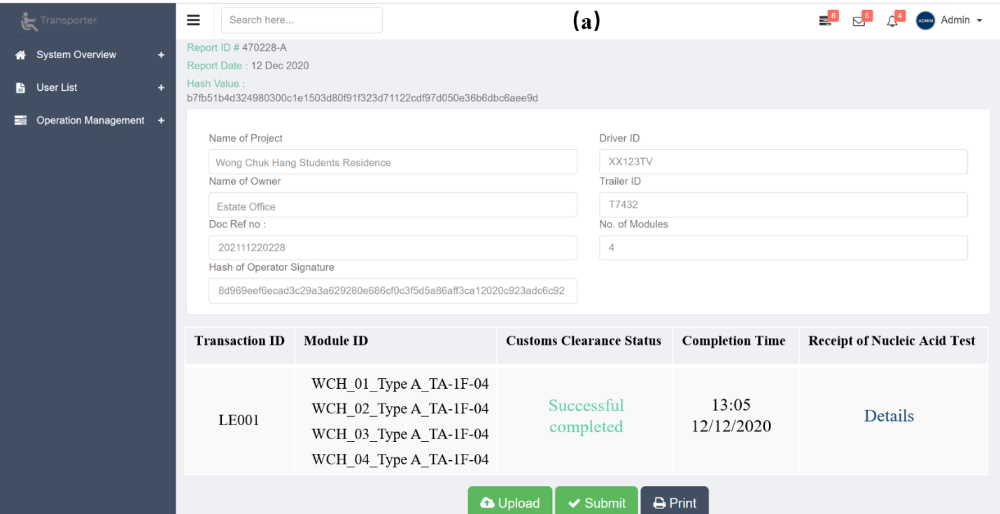 Transporter
Search here...
(a)
8
5
4
ADMIN
Admin
System Overview
+
User List
+
Operation Management
+
Report ID # 470228-A
Report Date : 12 Dec 2020
Hash Value :
b7fb51b4d324980300c1e1503d80f91f323d71122cdf97d050e36b6dbc6aee9d
Name of Project
Driver ID
Wong Chuk Hang Students Residence
XX123TV
Name of Owner
Trailer ID
Estate Office
T7432
Doc Ref no :
No. of Modules
202111220228
4
Hash of Operator Signature
8d969eef6ecad3c29a3a629280e686cf0c3f5d5a86aff3ca12020c923adc6c92
Transaction ID Module ID Customs Clearance Status Completion Time Receipt of Nucleic Acid Test
LE001
WCH_01_Type A_TA-1F-04
WCH_02_Type A_TA-1F-04
WCH_03_Type A_TA-1F-04
WCH_04_Type A_TA-1F-04
Successful
completed
13:05
12/12/2020
Details
Upload
Submit
Print